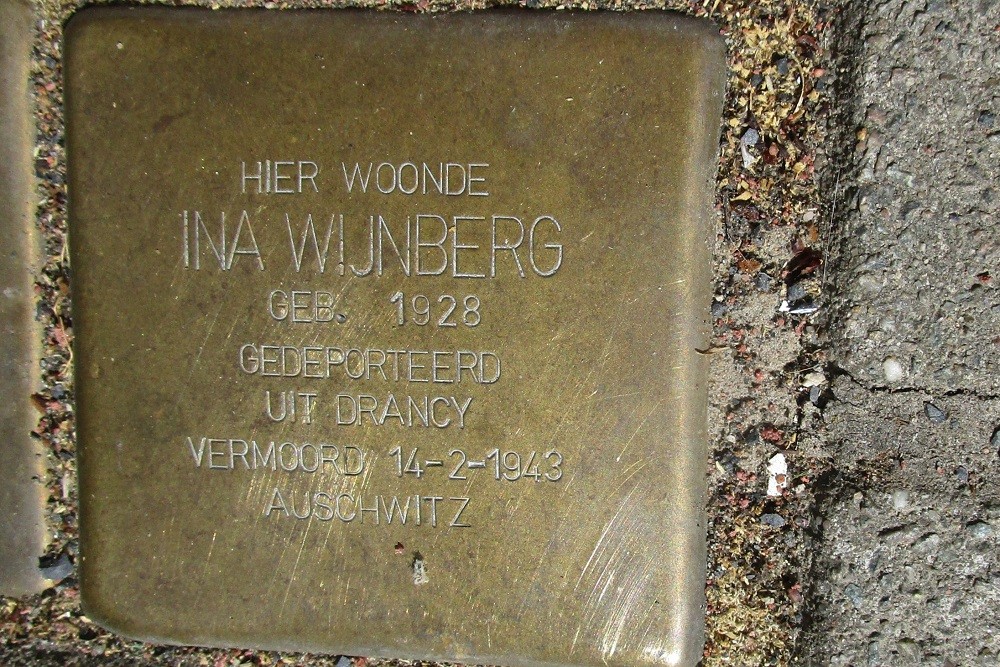 HIER WOONDE
INA WIJNBERG
GEB. 1928
GEDEPORTEERD
UIT DRANCY
VERMOORD 14-2-1943
AUSCHWITZ